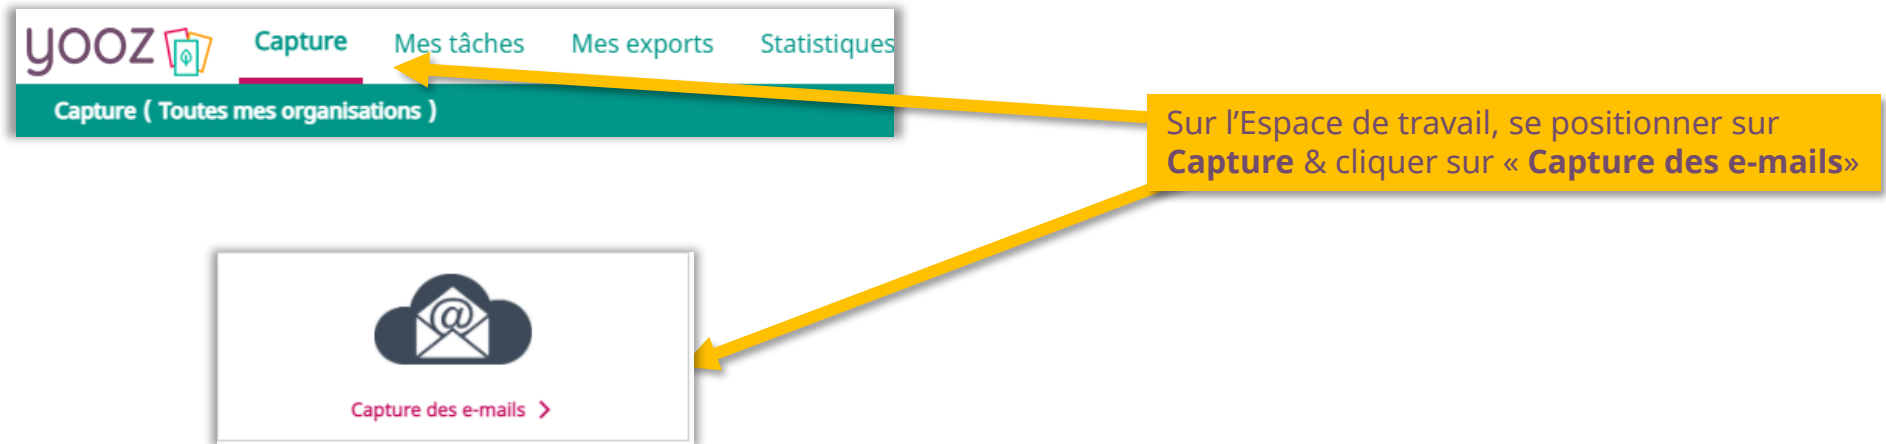 yooz Capture Mes tâches Mes exports Statistiques
Capture ( Toutes mes organisations )
Sur l’Espace de travail, se positionner sur
Capture & cliquer sur « Capture des e-mails»
@
Capture des e-mails >